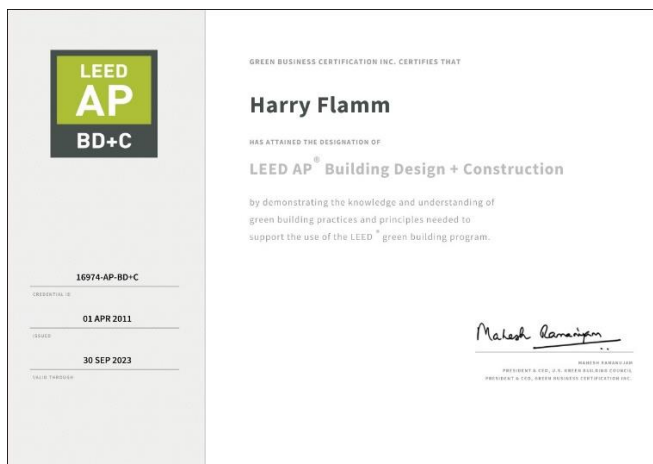 LEED
AP
BD+C
16974-AP-BD+C
CREDENTIAL ID
01 APR 2011
ISSUED
30 SEP 2023
VALID THROUGH
GREEN BUSINESS CERTIFICATION INC. CERTIFIES THAT
Harry Flamm
HAS ATTAINED THE DESIGNATION OF
LEED AP® Building Design + Construction
by demonstrating the knowledge and understanding of
green building practices and principles needed to
support the use of the LEED ® green building program.
Mahesh Ramanujam
MAHESH RAMANUJAM
PRESIDENT & CEO, U.S. GREEN BUILDING COUNCIL
PRESIDENT & CEO, GREEN BUSINESS CERTIFICATION INC.